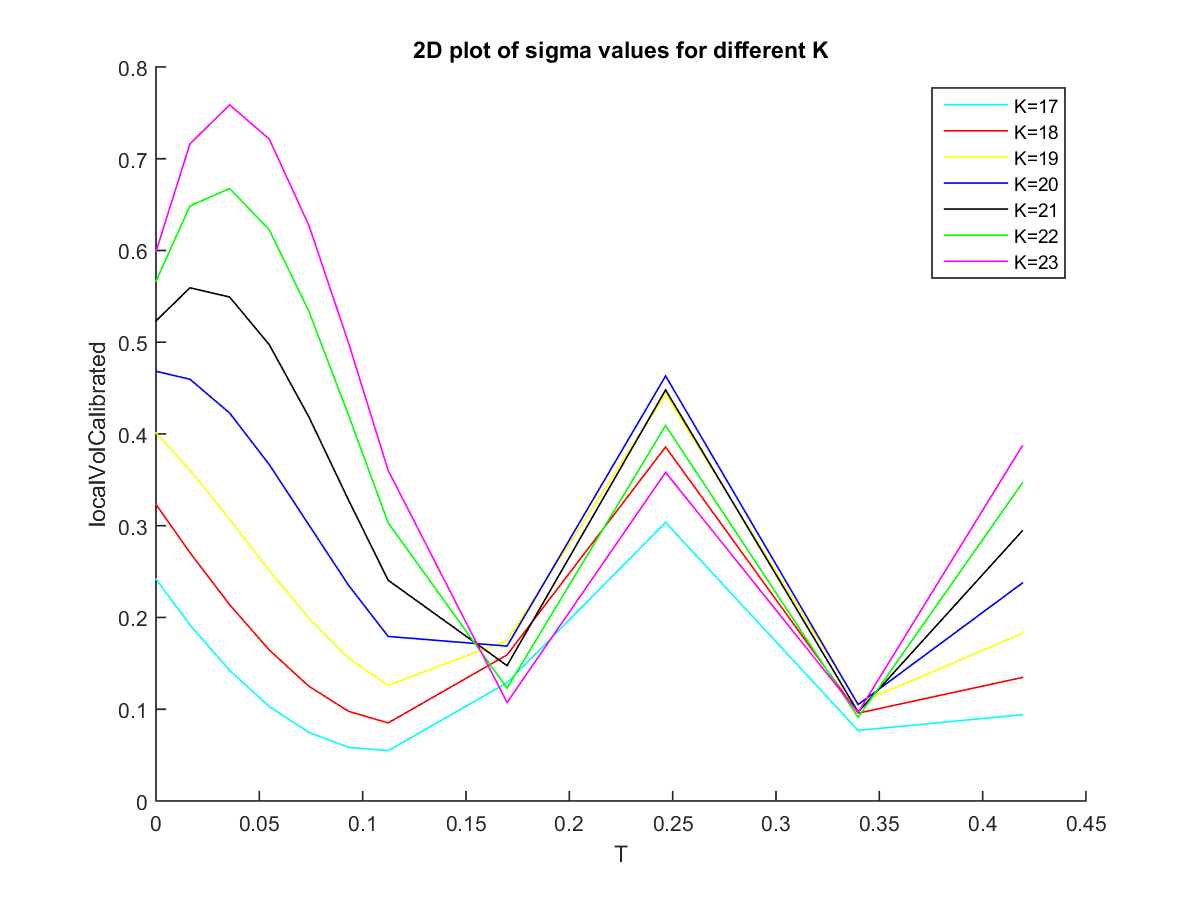 2D plot of sigma values for different K
0.8
0.7
0.6
0.5
0.4
0.3
0.2
0.1
0
localVolCalibrated
K=17
K=18
K=19
K=20
K=21
K=22
K=23
0 0.05 0.1 0.15 0.2 0.25 0.3 0.35 0.4 0.45
T